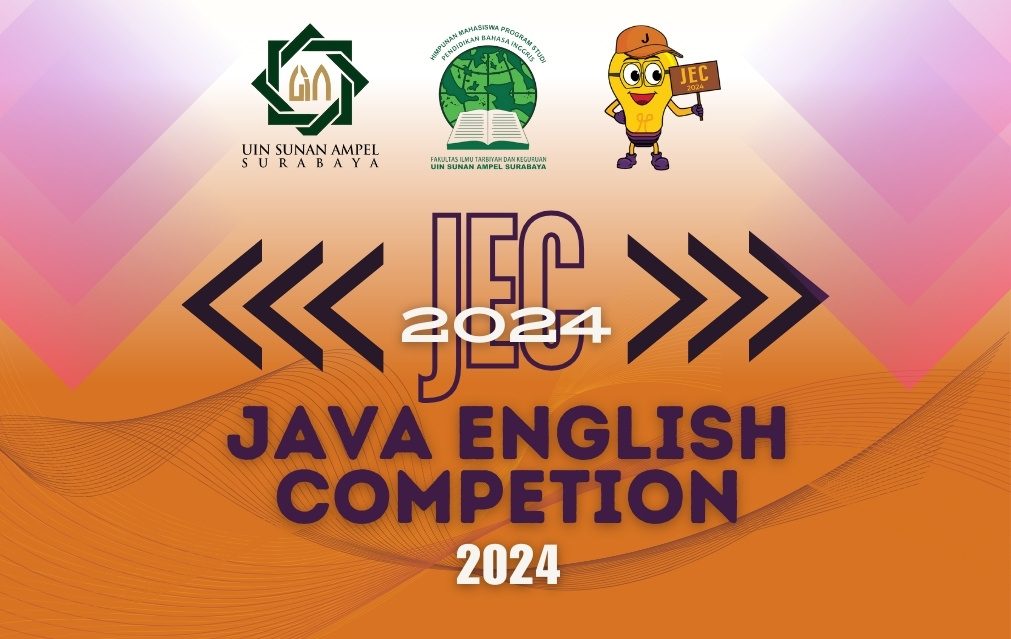 UIN SUNAN AMPEL
SURABAYA
HIMPUNAN MAHASISWA PROGRAM STUDI
PENDIDIKAN BAHASA INGGRIS
FAKULTAS ILMU TARBIYAH DAN KEGURUAN
UIN SUNAN AMPEL SURABAYA
J
JEC
2024
JEC
2024
JAVA ENGLISH
COMPETION
2024